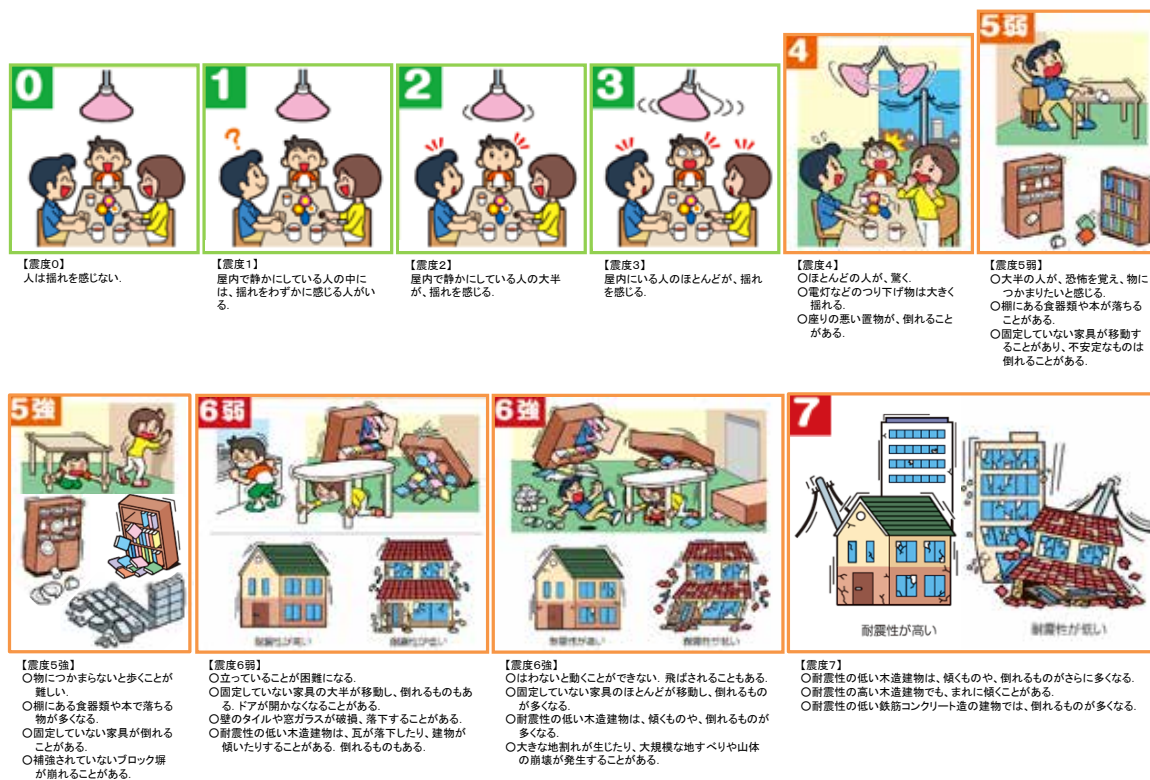 0
1
2
3
4
5弱
【震度0】
人は揺れを感じない.
【震度1】
屋内で静かにしている人の中に
は、揺れをわずかに感じる人がい
る.
【震度2】
屋内で静かにしている人の大半
が、揺れを感じる.
【震度3】
屋内にいる人のほとんどが、揺れ
を感じる.
【震度4】
○ほとんどの人が、驚く.
○電灯などのつり下げ物は大きく
揺れる.
○座りの悪い置物が、倒れること
がある.
【震度5弱】
○大半の人が、恐怖を覚え、物に
つかまりたいと感じる.
○棚にある食器類や本が落ちる
ことがある.
○固定していない家具が移動す
ることがあり、不安定なものは
倒れることがある.
5強
6弱
6強
7
耐震性が高い
耐震性が低い
耐震性が高い
耐震性が低い
耐震性が高い
耐震性が低い
【震度5強】
○物につかまらないと歩くことが
難しい.
○棚にある食器類や本で落ちる
物が多くなる.
○固定していない家具が倒れる
ことがある.
○補強されていないブロック塀
が崩れることがある.
【震度6弱】
○立っていることが困難になる.
○固定していない家具の大半が移動し、倒れるものもあ
る. ドアが開かなくなることがある.
○壁のタイルや窓ガラスが破損、落下することがある.
○耐震性の低い木造建物は、瓦が落下したり、建物が
傾いたりすることがある. 倒れるものもある.
【震度6強】
○はわないと動くことができない. 飛ばされることもある.
○固定していない家具のほとんどが移動し、倒れるもの
が多くなる.
○耐震性の低い木造建物は、傾くものや、倒れるものが
多くなる.
○大きな地割れが生じたり、大規模な地すべりや山体
の崩壊が発生することがある.
【震度7】
○耐震性の低い木造建物は、傾くものや、倒れるものがさらに多くなる.
○耐震性の高い木造建物でも、まれに傾くことがある.
○耐震性の低い鉄筋コンクリート造の建物では、倒れるものが多くなる.